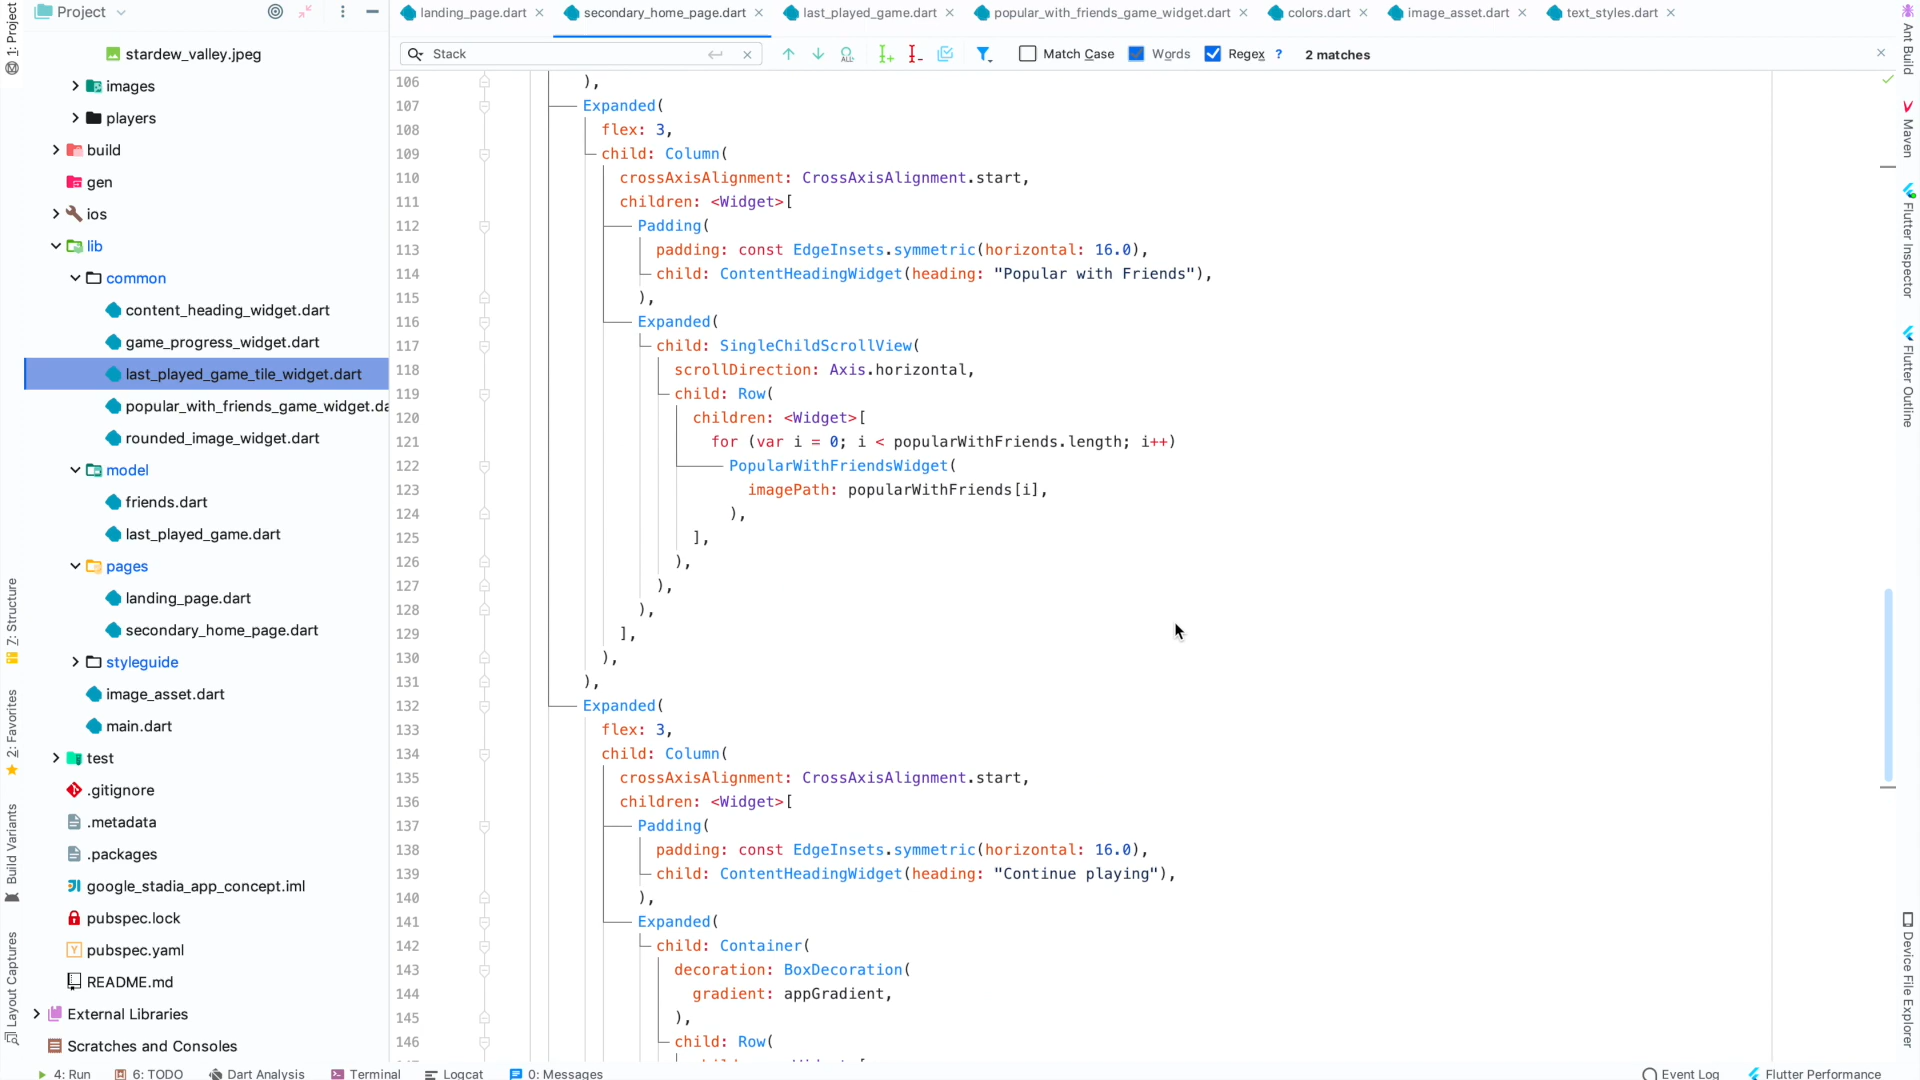 Project
landing_page.dart
secondary_home_page.dart
last_played_game.dart
popular_with_friends_game_widget.dart
colors.dart
image_asset.dart
text_styles.dart
Stack
Match Case
Words
Regex
?
2 matches
1: Project
Z: Structure
2: Favorites
Build Variants
Layout Captures
stardew_valley.jpeg
images
players
build
gen
ios
lib
common
content_heading_widget.dart
game_progress_widget.dart
last_played_game_tile_widget.dart
popular_with_friends_game_widget.da
rounded_image_widget.dart
model
friends.dart
last_played_game.dart
pages
landing_page.dart
secondary_home_page.dart
styleguide
image_asset.dart
main.dart
test
.gitignore
.metadata
.packages
google_stadia_app_concept.iml
pubspec.lock
pubspec.yaml
README.md
External Libraries
Scratches and Consoles
106 ),
107 Expanded(
108 flex: 3,
109 child: Column(
110 crossAxisAlignment: CrossAxisAlignment.start,
111 children: <Widget>[
112 Padding(
113 padding: const EdgeInsets.symmetric(horizontal: 16.0),
114 child: ContentHeadingWidget(heading: "Popular with Friends"),
115 ),
116 Expanded(
117 child: SingleChildScrollView(
118 scrollDirection: Axis.horizontal,
119 child: Row(
120 children: <Widget>[
121 for (var i = 0; i < popularWithFriends.length; i++)
122 PopularWithFriendsWidget(
123 imagePath: popularWithFriends[i],
124 ),
125 ],
126 ),
127 ),
128 ),
129 ],
130 ),
131 ),
132 Expanded(
133 flex: 3,
134 child: Column(
135 crossAxisAlignment: CrossAxisAlignment.start,
136 children: <Widget>[
137 Padding(
138 padding: const EdgeInsets.symmetric(horizontal: 16.0),
139 child: ContentHeadingWidget(heading: "Continue playing"),
140 ),
141 Expanded(
142 child: Container(
143 decoration: BoxDecoration(
144 gradient: appGradient,
145 ),
146 child: Row(
Ant Build
Maven
Flutter Inspector
Flutter Outline
Device File Explorer
4: Run
6: TODO
Dart Analysis
Terminal
Logcat
0: Messages
Event Log
Flutter Performance